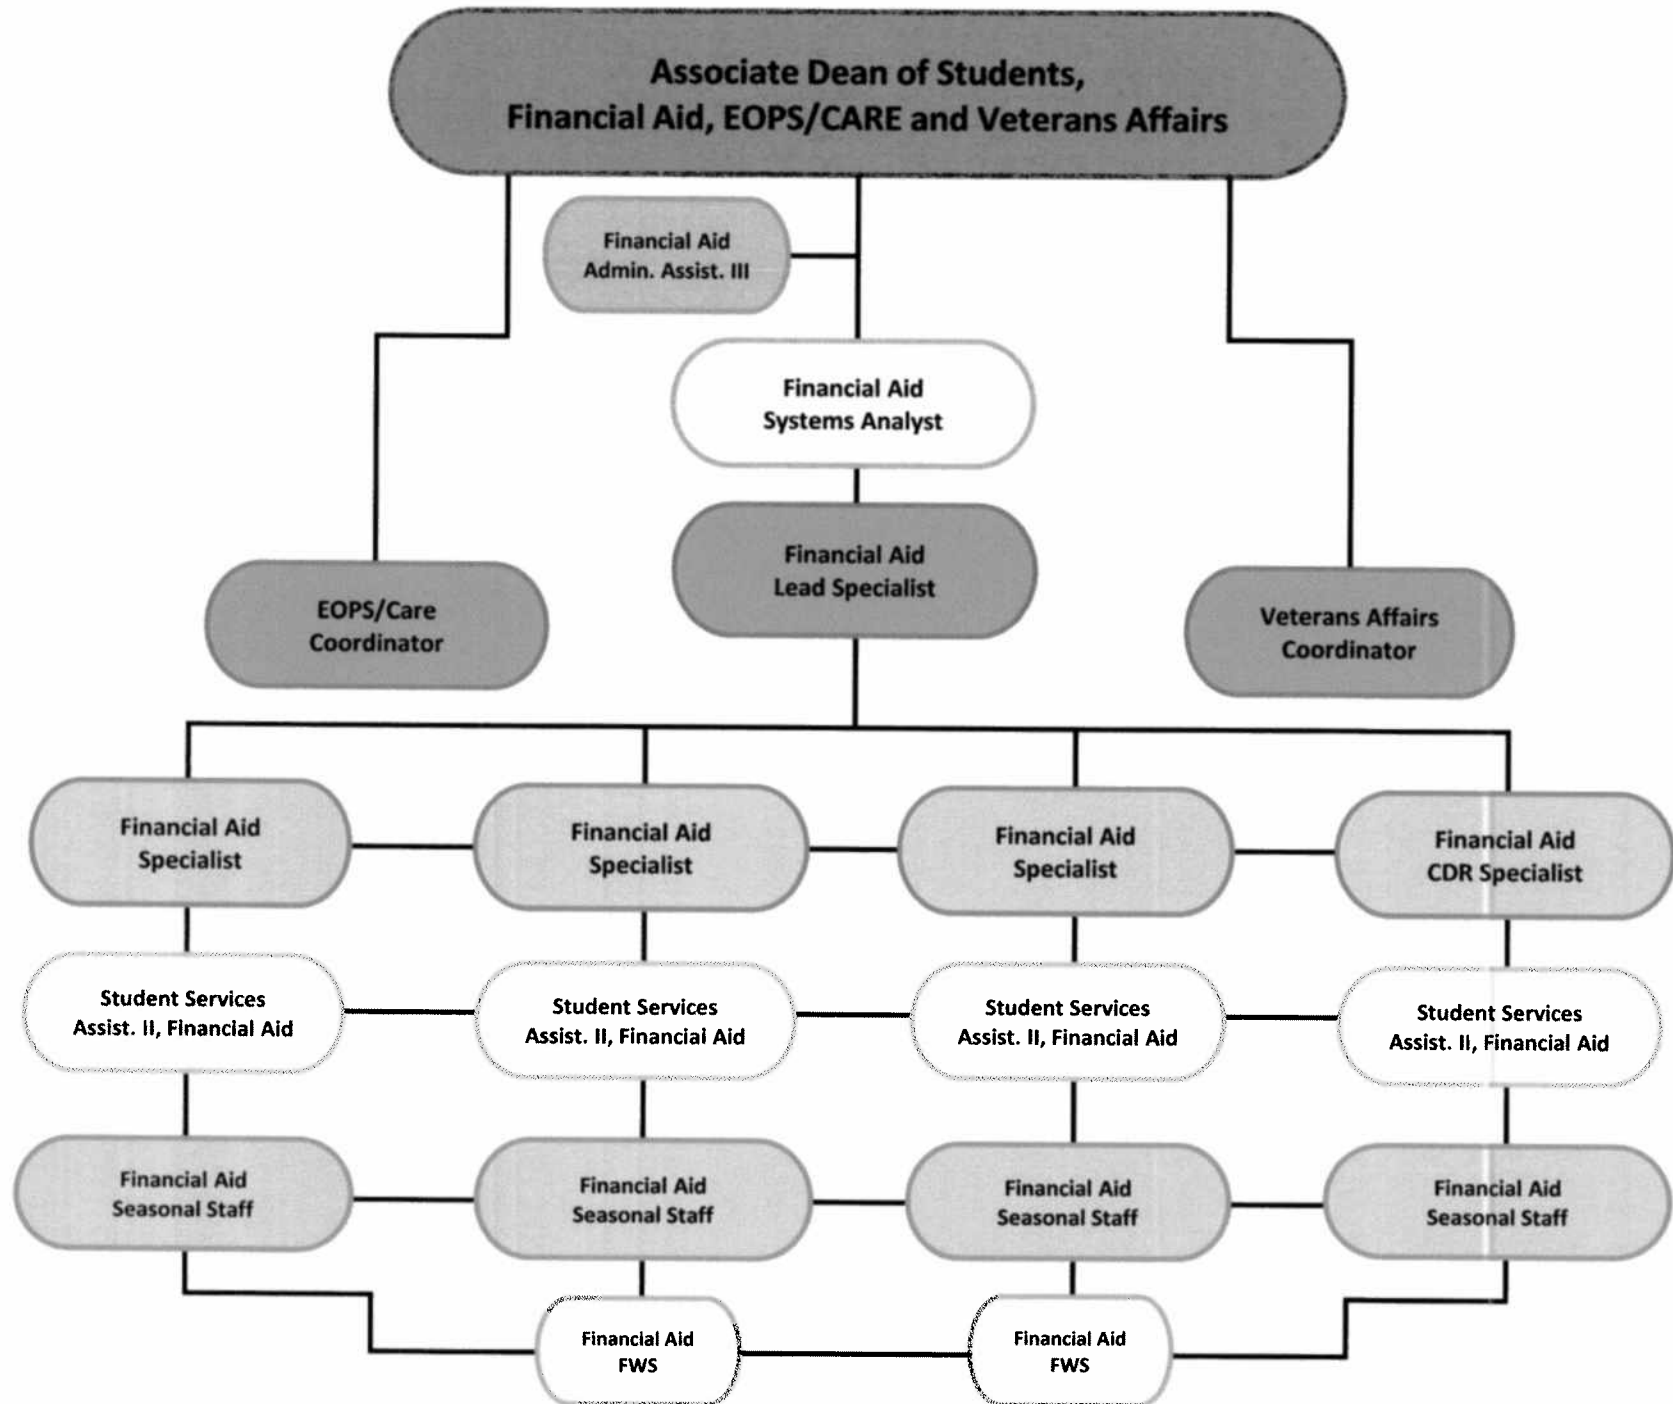 Associate Dean of Students,
Financial Aid, EOPS/CARE and Veterans Affairs
Financial Aid
Admin. Assist. III
Financial Aid
Systems Analyst
Financial Aid
Lead Specialist
EOPS/Care
Coordinator
Veterans Affairs
Coordinator
Financial Aid
Specialist
Financial Aid
Specialist
Financial Aid
Specialist
Financial Aid
CDR Specialist
Student Services
Assist. II, Financial Aid
Student Services
Assist. II, Financial Aid
Student Services
Assist. II, Financial Aid
Student Services
Assist. II, Financial Aid
Financial Aid
Seasonal Staff
Financial Aid
Seasonal Staff
Financial Aid
Seasonal Staff
Financial Aid
Seasonal Staff
Financial Aid
FWS
Financial Aid
FWS